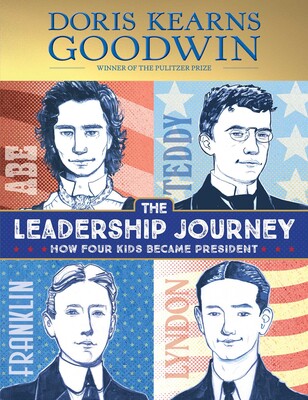 DORIS KEARNS
GOODWIN
WINNER OF THE PULITZER PRIZE
ABE
TEDDY
THE
LEADERSHIP JOURNEY
HOW FOUR KIDS BECAME PRESIDENT
FRANKLIN
LYNDON